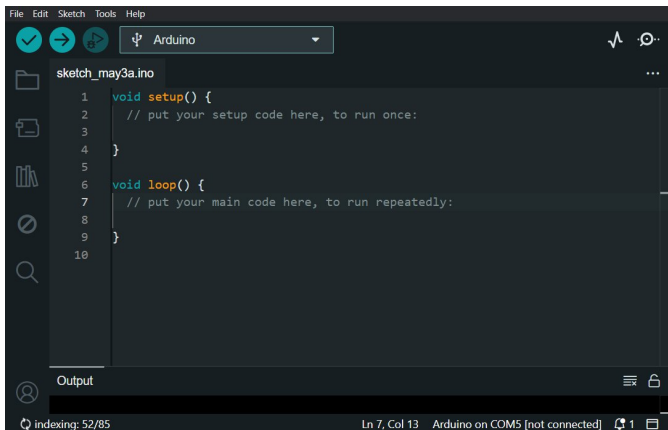 File Edit Sketch Tools Help
Arduino
sketch_may3a.ino
1 void setup() {
2 // put your setup code here, to run once:
3
4 }
5
6 void loop() {
7 // put your main code here, to run repeatedly:
8
9 }
10
Output
indexing: 52/85 Ln 7, Col 13 Arduino on COM5 [not connected] 1